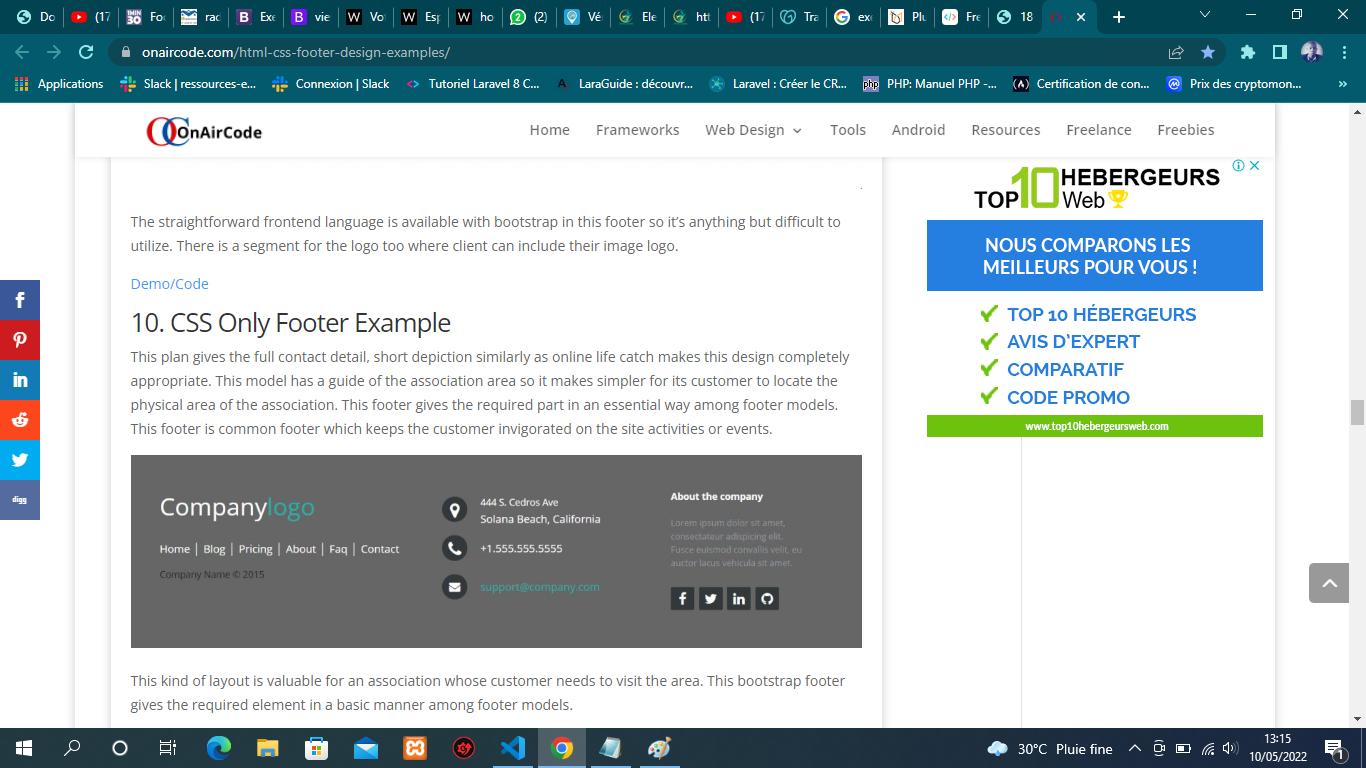 Do
(17
Foo
rad
Exe
vie
Vo
Esp
ho
(2)
Vé
Ele
htt
(17
Tra
exe
Plu
Fre
18
onaircode.com/html-css-footer-design-examples/
Applications
Slack | ressources-e...
Connexion | Slack
Tutoriel Laravel 8 C...
LaraGuide : découvr...
Laravel : Créer le CR...
php PHP: Manuel PHP -...
Certification de con...
Prix des cryptomon...
»
OnAirCode
Home
Frameworks
Web Design
Tools
Android
Resources
Freelance
Freebies
The straightforward frontend language is available with bootstrap in this footer so it’s anything but difficult to
utilize. There is a segment for the logo too where client can include their image logo.
Demo/Code
10. CSS Only Footer Example
This plan gives the full contact detail, short depiction similarly as online life catch makes this design completely
appropriate. This model has a guide of the association area so it makes simpler for its customer to locate the
physical area of the association. This footer gives the required part in an essential way among footer models.
This footer is common footer which keeps the customer invigorated on the site activities or events.
Companylogo
Home | Blog | Pricing | About | Faq | Contact
Company Name © 2015
444 S. Cedros Ave
Solana Beach, California
+1.555.555.5555
support@company.com
About the company
Lorem ipsum dolor sit amet,
consectateur adispicing elit.
Fusce euismod convallis velit, eu
auctor lacus vehicula sit amet.
This kind of layout is valuable for an association whose customer needs to visit the area. This bootstrap footer
gives the required element in a basic manner among footer models.
digg
TOP10 HEBERGEURS
Web
NOUS COMPARONS LES
MEILLEURS POUR VOUS !
TOP 10 HÉBERGEURS
AVIS D'EXPERT
COMPARATIF
CODE PROMO
www.top10hebergeursweb.com
30°C Pluie fine
13:15
10/05/2022
1